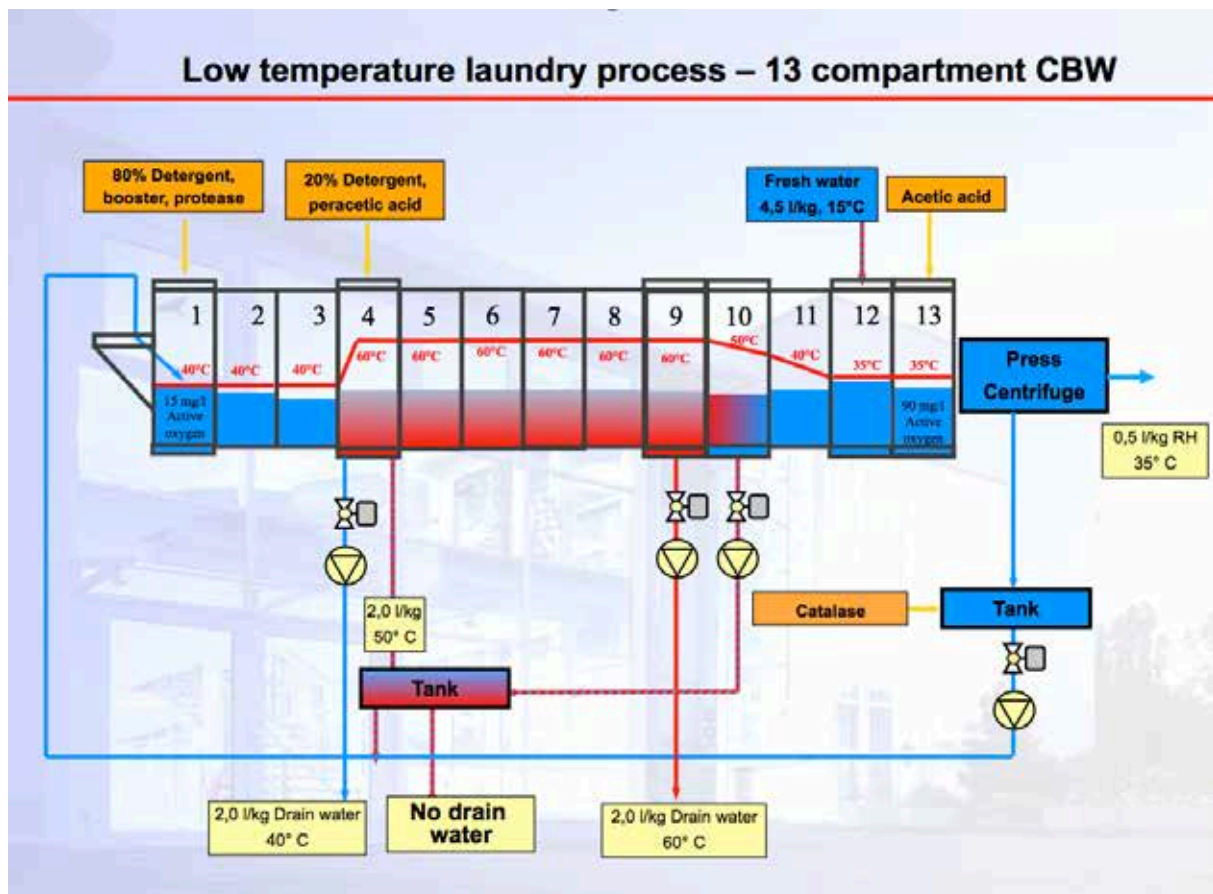 Low temperature laundry process – 13 compartment CBW
80% Detergent,
booster, protease
20% Detergent,
peracetic acid
Fresh water
4,5 l/kg, 15°C
Acetic acid
1
2
3
4
5
6
7
8
9
10
11
12
13
40°C
40°C
40°C
60°C
60°C
60°C
60°C
60°C
60°C
50°C
40°C
35°C
35°C
15 mg/l
Active
oxygen
90 mg/l
Active
oxygen
Press
Centrifuge
0,5 l/kg RH
35° C
2,0 l/kg
50° C
Catalase
Tank
Tank
2,0 l/kg Drain water
40° C
No drain
water
2,0 l/kg Drain water
60° C